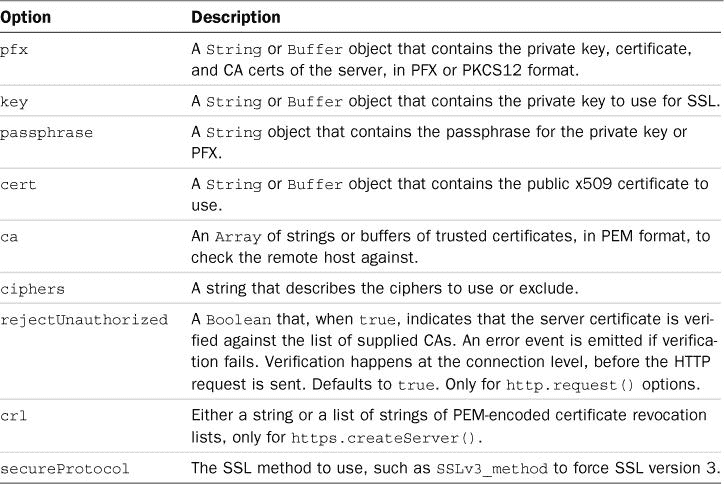 Option Description
pfx A String or Buffer object that contains the private key, certificate,
and CA certs of the server, in PFX or PKCS12 format.
key A String or Buffer object that contains the private key to use for SSL.
passphrase A String object that contains the passphrase for the private key or
PFX.
cert A String or Buffer object that contains the public x509 certificate to
use.
ca An Array of strings or buffers of trusted certificates, in PEM format, to
check the remote host against.
ciphers A string that describes the ciphers to use or exclude.
rejectUnauthorized A Boolean that, when true, indicates that the server certificate is veri-
fied against the list of supplied CAs. An error event is emitted if verifica-
tion fails. Verification happens at the connection level, before the HTTP
request is sent. Defaults to true. Only for http.request() options.
crl Either a string or a list of strings of PEM-encoded certificate revocation
lists, only for https.createServer().
secureProtocol The SSL method to use, such as SSLv3_method to force SSL version 3.